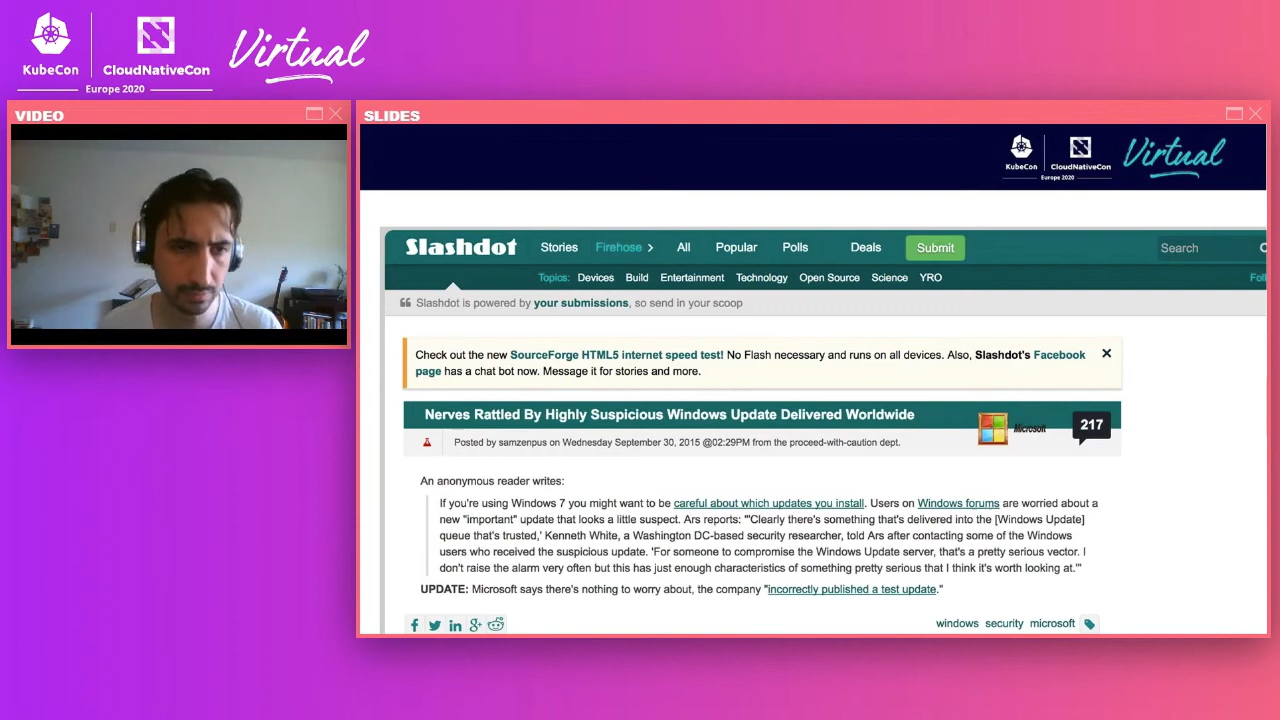 KubeCon CloudNativeCon Virtual
Europe 2020
VIDEO
SLIDES
KubeCon CloudNativeCon Virtual
Europe 2020
Slashdot Stories Firehose All Popular Polls Deals Submit Search
Topics: Devices Build Entertainment Technology Open Source Science YRO
Slashdot is powered by your submissions, so send in your scoop
Check out the new SourceForge HTML5 internet speed test! No Flash necessary and runs on all devices. Also, Slashdot's Facebook
page has a chat bot now. Message it for stories and more.
Nerves Rattled By Highly Suspicious Windows Update Delivered Worldwide
Microsoft 217
Posted by samzenpus on Wednesday September 30, 2015 @02:29PM from the proceed-with-caution dept.
An anonymous reader writes:
If you're using Windows 7 you might want to be careful about which updates you install. Users on Windows forums are worried about a
new "important" update that looks a little suspect. Ars reports: "'Clearly there's something that's delivered into the [Windows Update]
queue that's trusted,' Kenneth White, a Washington DC-based security researcher, told Ars after contacting some of the Windows
users who received the suspicious update. 'For someone to compromise the Windows Update server, that's a pretty serious vector. I
don't raise the alarm very often but this has just enough characteristics of something pretty serious that I think it's worth looking at.'"
UPDATE: Microsoft says there's nothing to worry about, the company "incorrectly published a test update."
windows security microsoft